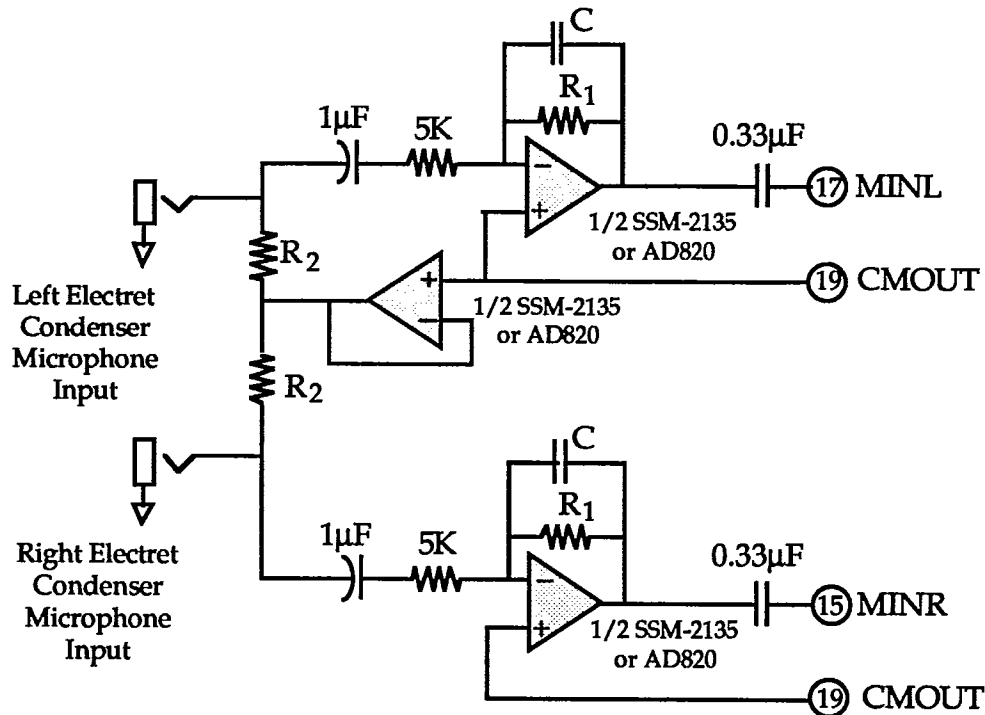 C
R1
1μF
5K
0.33μF
−
+
17 MINL
1/2 SSM-2135
or AD820
R2
+
−
1/2 SSM-2135
or AD820
19 CMOUT
Left Electret
Condenser
Microphone
Input
R2
C
R1
1μF
5K
0.33μF
−
+
15 MINR
1/2 SSM-2135
or AD820
Right Electret
Condenser
Microphone
Input
19 CMOUT